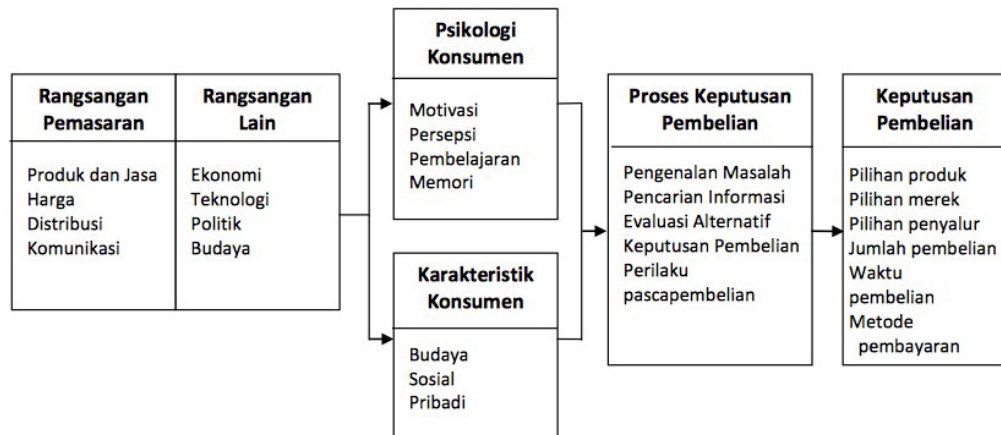 Rangsangan
Pemasaran
Produk dan Jasa
Harga
Distribusi
Komunikasi
Rangsangan
Lain
Ekonomi
Teknologi
Politik
Budaya
Psikologi
Konsumen
Motivasi
Persepsi
Pembelajaran
Memori
Karakteristik
Konsumen
Budaya
Sosial
Pribadi
Proses Keputusan
Pembelian
Pengenalan Masalah
Pencarian Informasi
Evaluasi Alternatif
Keputusan Pembelian
Perilaku
pascapembelian
Keputusan
Pembelian
Pilihan produk
Pilihan merek
Pilihan penyalur
Jumlah pembelian
Waktu
pembelian
Metode
pembayaran